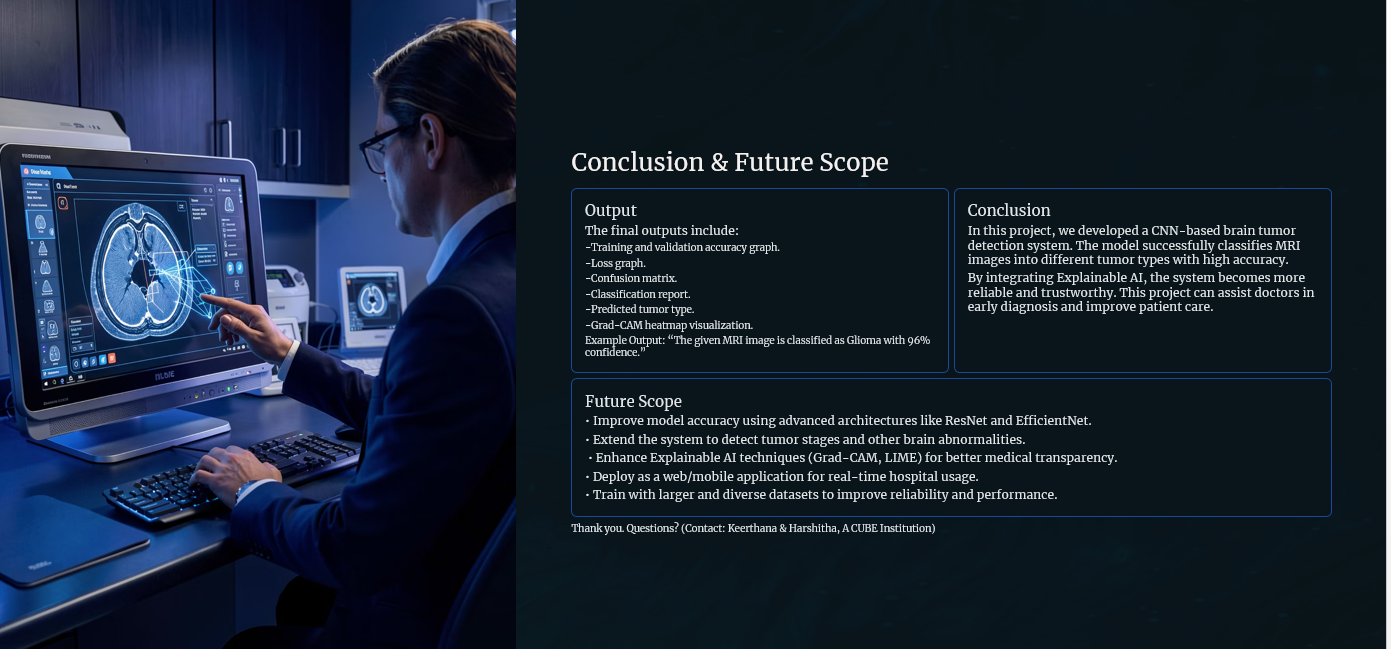 Conclusion & Future Scope
Output
The final outputs include:
-Training and validation accuracy graph.
-Loss graph.
-Confusion matrix.
-Classification report.
-Predicted tumor type.
-Grad-CAM heatmap visualization.
Example Output: “The given MRI image is classified as Glioma with 96%
confidence.”
Conclusion
In this project, we developed a CNN-based brain tumor
detection system. The model successfully classifies MRI
images into different tumor types with high accuracy.
By integrating Explainable AI, the system becomes more
reliable and trustworthy. This project can assist doctors in
early diagnosis and improve patient care.
Future Scope
• Improve model accuracy using advanced architectures like ResNet and EfficientNet.
• Extend the system to detect tumor stages and other brain abnormalities.
• Enhance Explainable AI techniques (Grad-CAM, LIME) for better medical transparency.
• Deploy as a web/mobile application for real-time hospital usage.
• Train with larger and diverse datasets to improve reliability and performance.
Thank you. Questions? (Contact: Keerthana & Harshitha, A CUBE Institution)